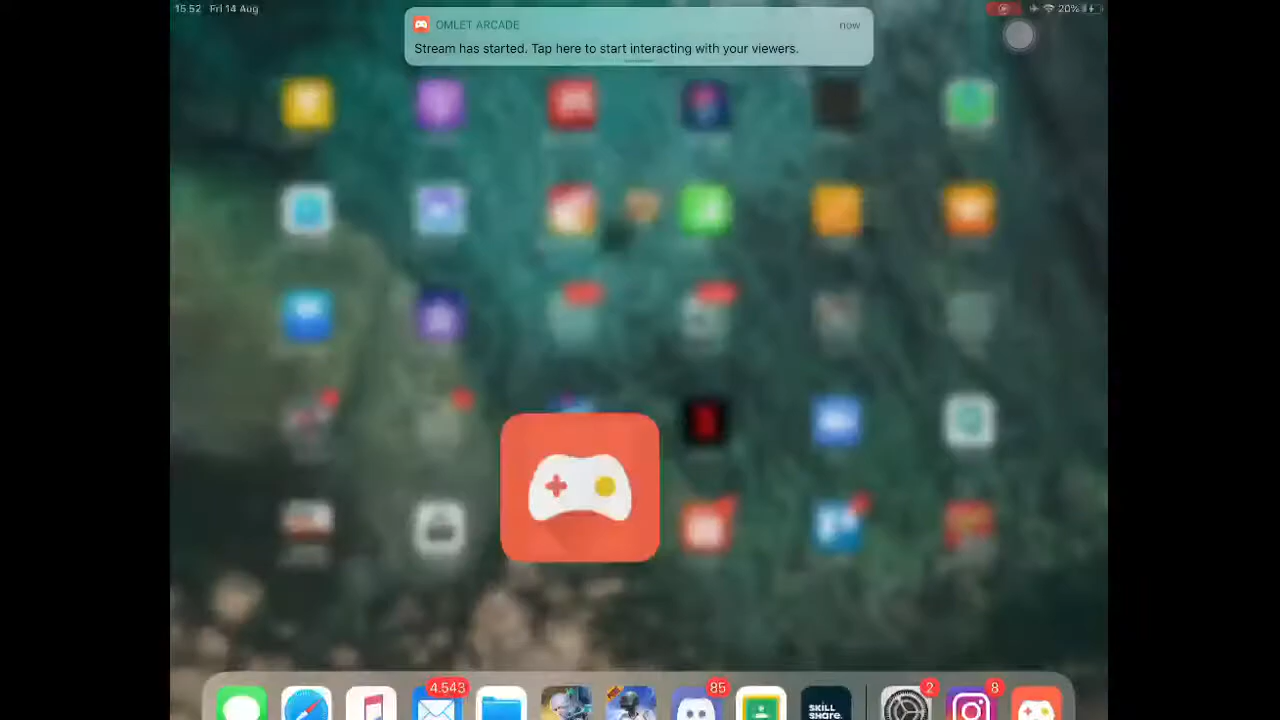 15.52 Fri 14 Aug
20%
OMLET ARCADE
now
Stream has started. Tap here to start interacting with your viewers.
4.543
85
2
8
SKILL
SHARE.